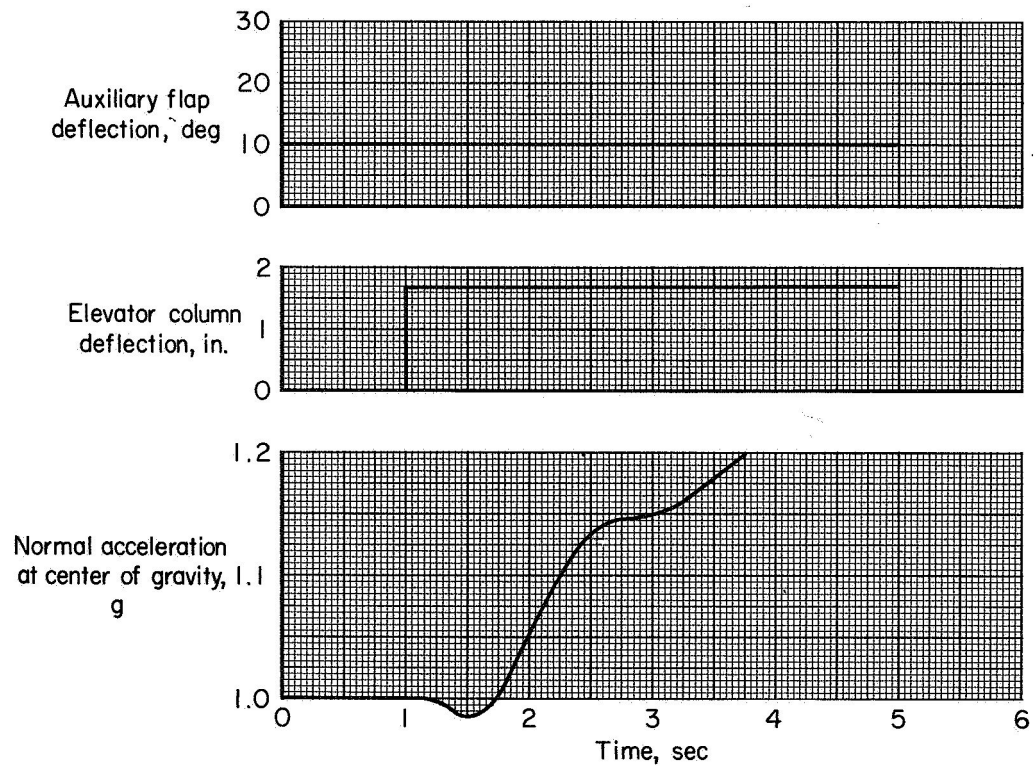 30
20
Auxiliary flap
deflection, deg
10
0
2
Elevator column
deflection, in.
1
0
1.2
Normal acceleration
at center of gravity,
g
1.1
1.0
0 1 2 3 4 5 6
Time, sec